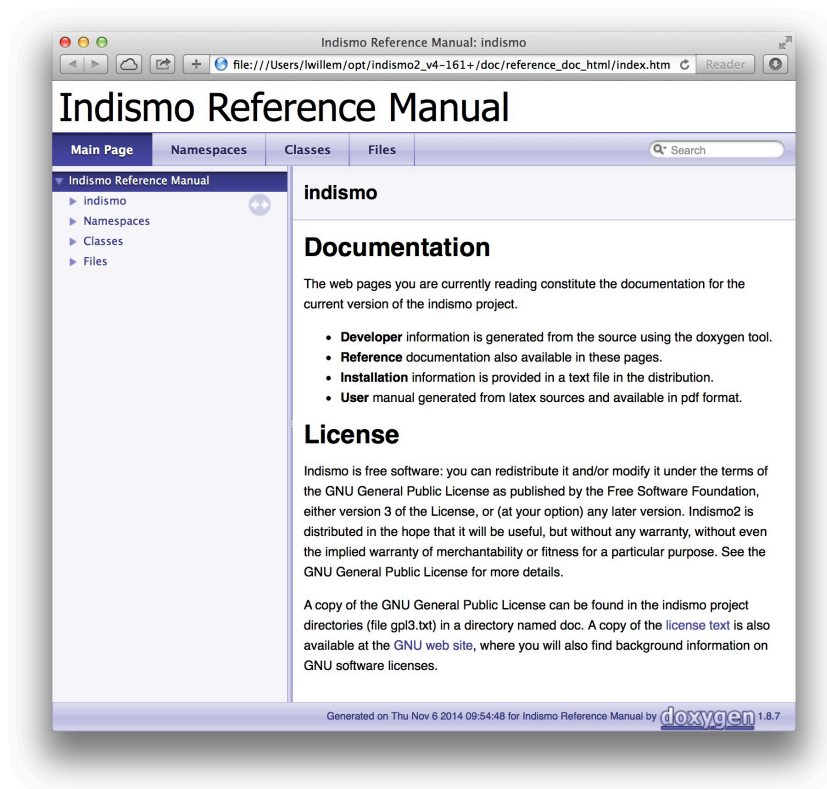 Indismo Reference Manual: indismo
file:///Users/lwillem/opt/indismo2_v4-161+/doc/reference_doc_html/index.htm
Reader
Indismo Reference Manual
Main Page
Namespaces
Classes
Files
Search
Indismo Reference Manual
indismo
Namespaces
Classes
Files
indismo
Documentation
The web pages you are currently reading constitute the documentation for the
current version of the indismo project.
• Developer information is generated from the source using the doxygen tool.
• Reference documentation also available in these pages.
• Installation information is provided in a text file in the distribution.
• User manual generated from latex sources and available in pdf format.
License
Indismo is free software: you can redistribute it and/or modify it under the terms of
the GNU General Public License as published by the Free Software Foundation,
either version 3 of the License, or (at your option) any later version. Indismo2 is
distributed in the hope that it will be useful, but without any warranty, without even
the implied warranty of merchantability or fitness for a particular purpose. See the
GNU General Public License for more details.
A copy of the GNU General Public License can be found in the indismo project
directories (file gpl3.txt) in a directory named doc. A copy of the license text is also
available at the GNU web site, where you will also find background information on
GNU software licenses.
Generated on Thu Nov 6 2014 09:54:48 for Indismo Reference Manual by doxygen 1.8.7